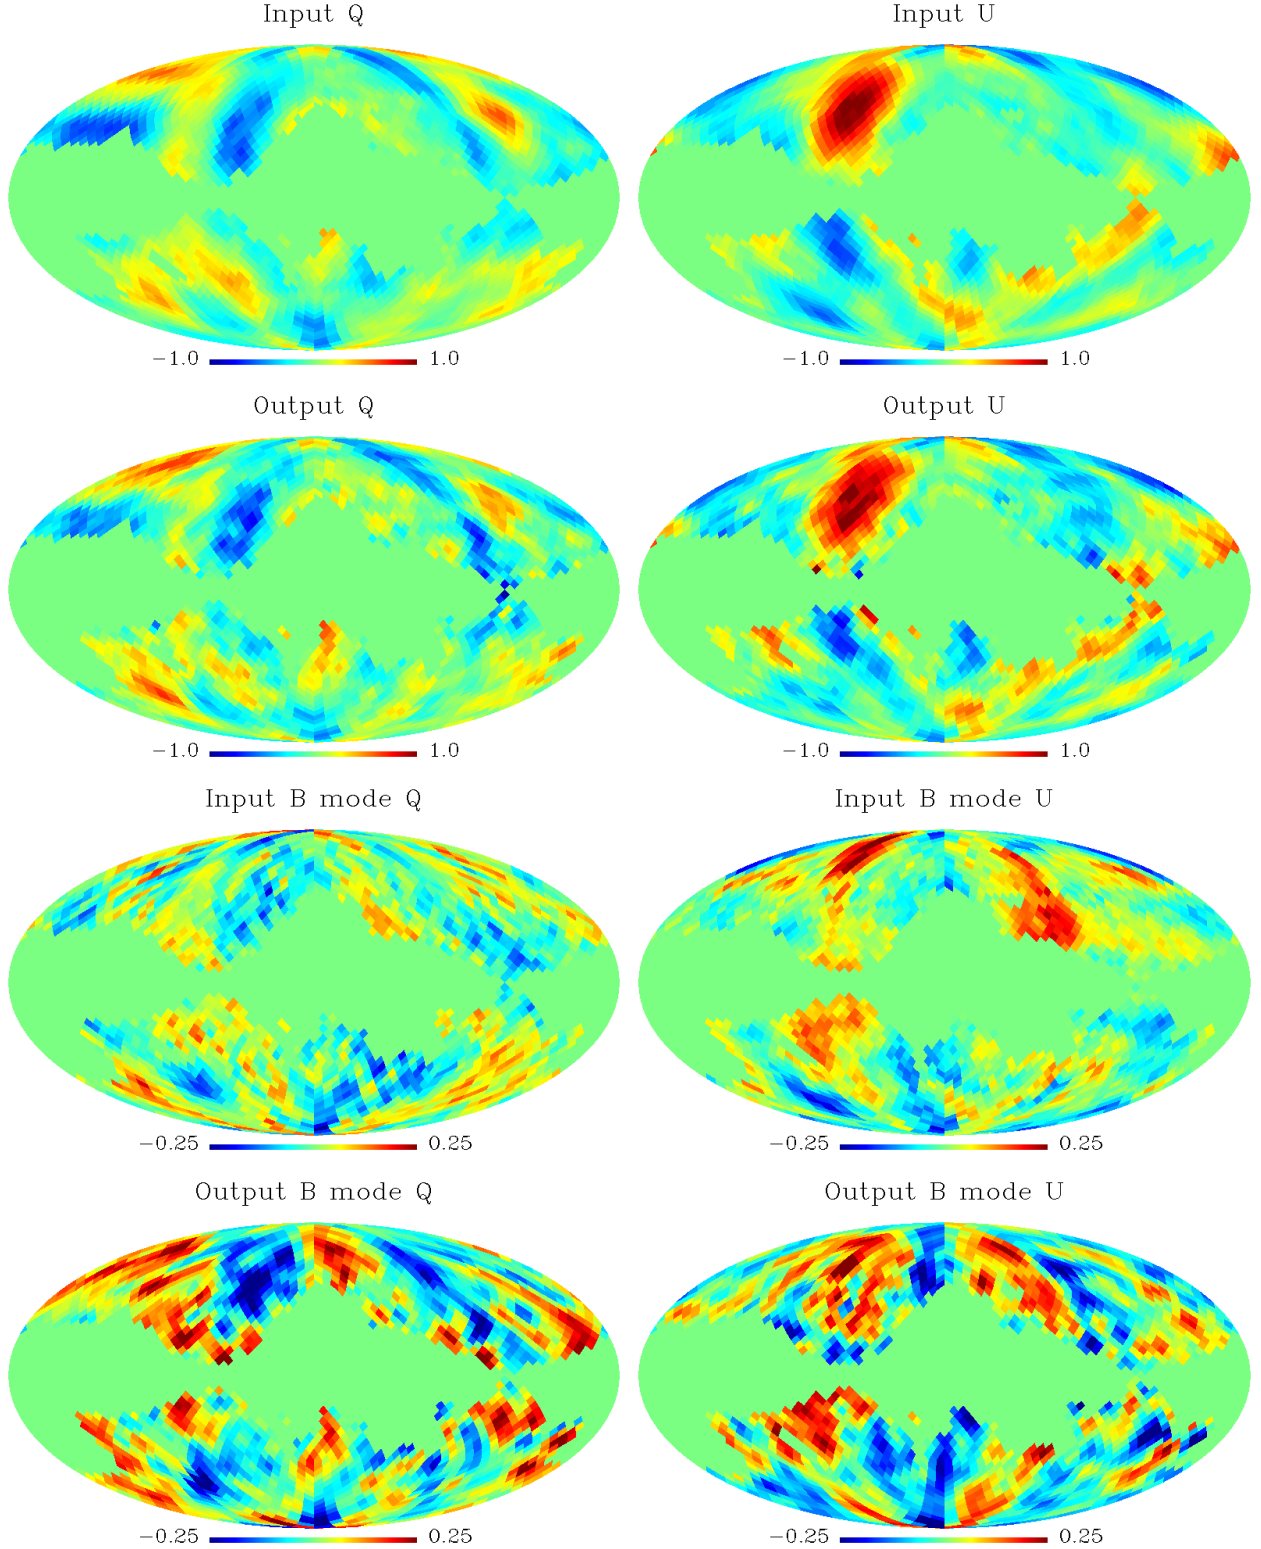 Input Q
Input U
−1.0 1.0
−1.0 1.0
Output Q
Output U
−1.0 1.0
−1.0 1.0
Input B mode Q
Input B mode U
−0.25 0.25
−0.25 0.25
Output B mode Q
Output B mode U
−0.25 0.25
−0.25 0.25